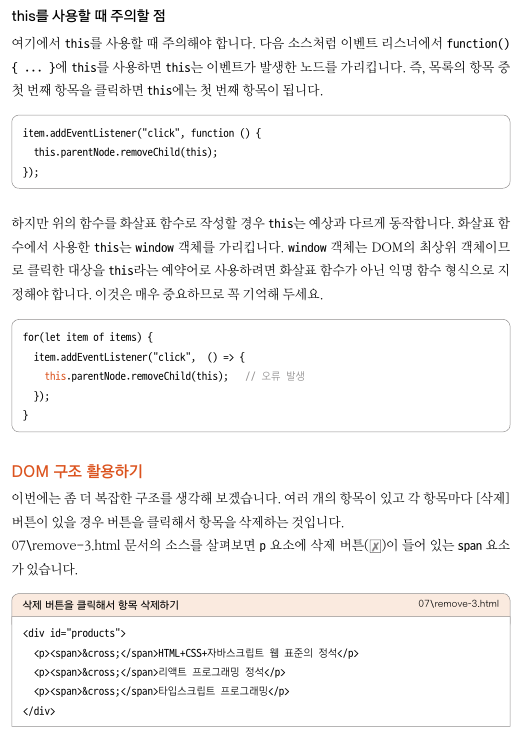 this를 사용할 때 주의할 점
여기에서 this를 사용할 때 주의해야 합니다. 다음 소스처럼 이벤트 리스너에서 function()
{ ... }에 this를 사용하면 this는 이벤트가 발생한 노드를 가리킵니다. 즉, 목록의 항목 중
첫 번째 항목을 클릭하면 this에는 첫 번째 항목이 됩니다.
item.addEventListener("click", function () {
  this.parentNode.removeChild(this);
});
하지만 위의 함수를 화살표 함수로 작성할 경우 this는 예상과 다르게 동작합니다. 화살표 함
수에서 사용한 this는 window 객체를 가리킵니다. window 객체는 DOM의 최상위 객체이므
로 클릭한 대상을 this라는 예약어로 사용하려면 화살표 함수가 아닌 익명 함수 형식으로 지
정해야 합니다. 이것은 매우 중요하므로 꼭 기억해 두세요.
for(let item of items) {
  item.addEventListener("click",  () => {
    this.parentNode.removeChild(this);   // 오류 발생
  });
}
DOM 구조 활용하기
이번에는 좀 더 복잡한 구조를 생각해 보겠습니다. 여러 개의 항목이 있고 각 항목마다 [삭제]
버튼이 있을 경우 버튼을 클릭해서 항목을 삭제하는 것입니다.
07\remove-3.html 문서의 소스를 살펴보면 p 요소에 삭제 버튼(✗)이 들어 있는 span 요소
가 있습니다.
삭제 버튼을 클릭해서 항목 삭제하기 07\remove-3.html
<div id="products">
  <p><span>&cross;</span>HTML+CSS+자바스크립트 웹 표준의 정석</p>
  <p><span>&cross;</span>리액트 프로그래밍 정석</p>
  <p><span>&cross;</span>타입스크립트 프로그래밍</p>
</div>